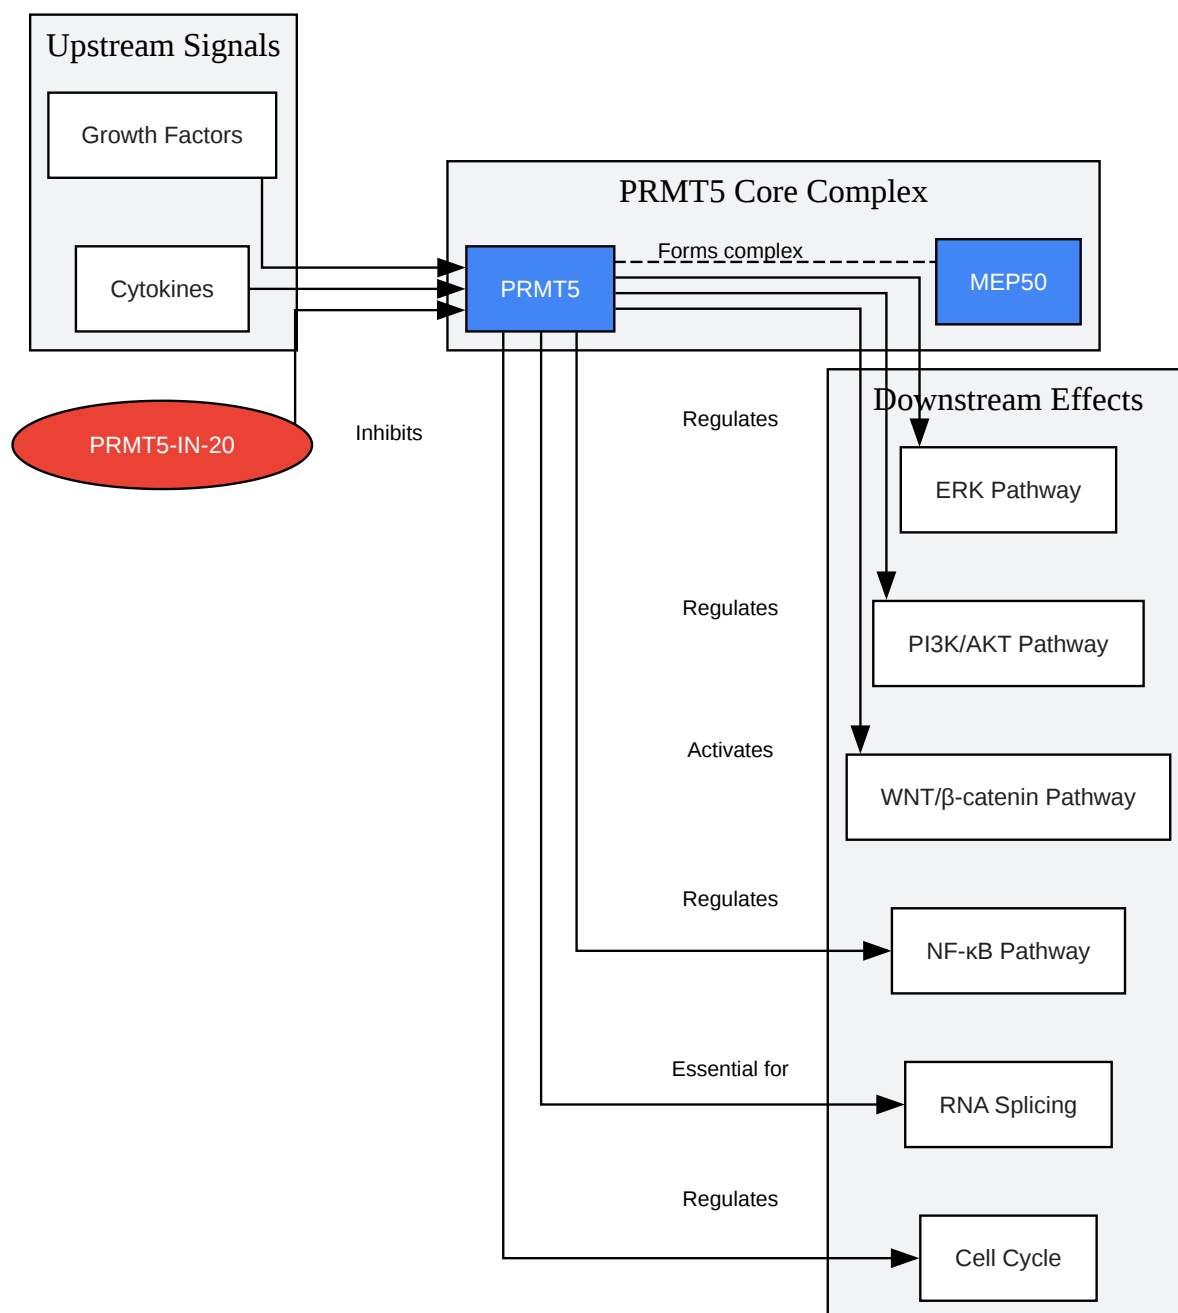 Upstream Signals
Growth Factors
Cytokines
PRMT5 Core Complex
Forms complex
PRMT5
MEP50
PRMT5-IN-20
Inhibits
Downstream Effects
Regulates
ERK Pathway
Regulates
PI3K/AKT Pathway
Activates
WNT/β-catenin Pathway
Regulates
NF-κB Pathway
Essential for
RNA Splicing
Regulates
Cell Cycle